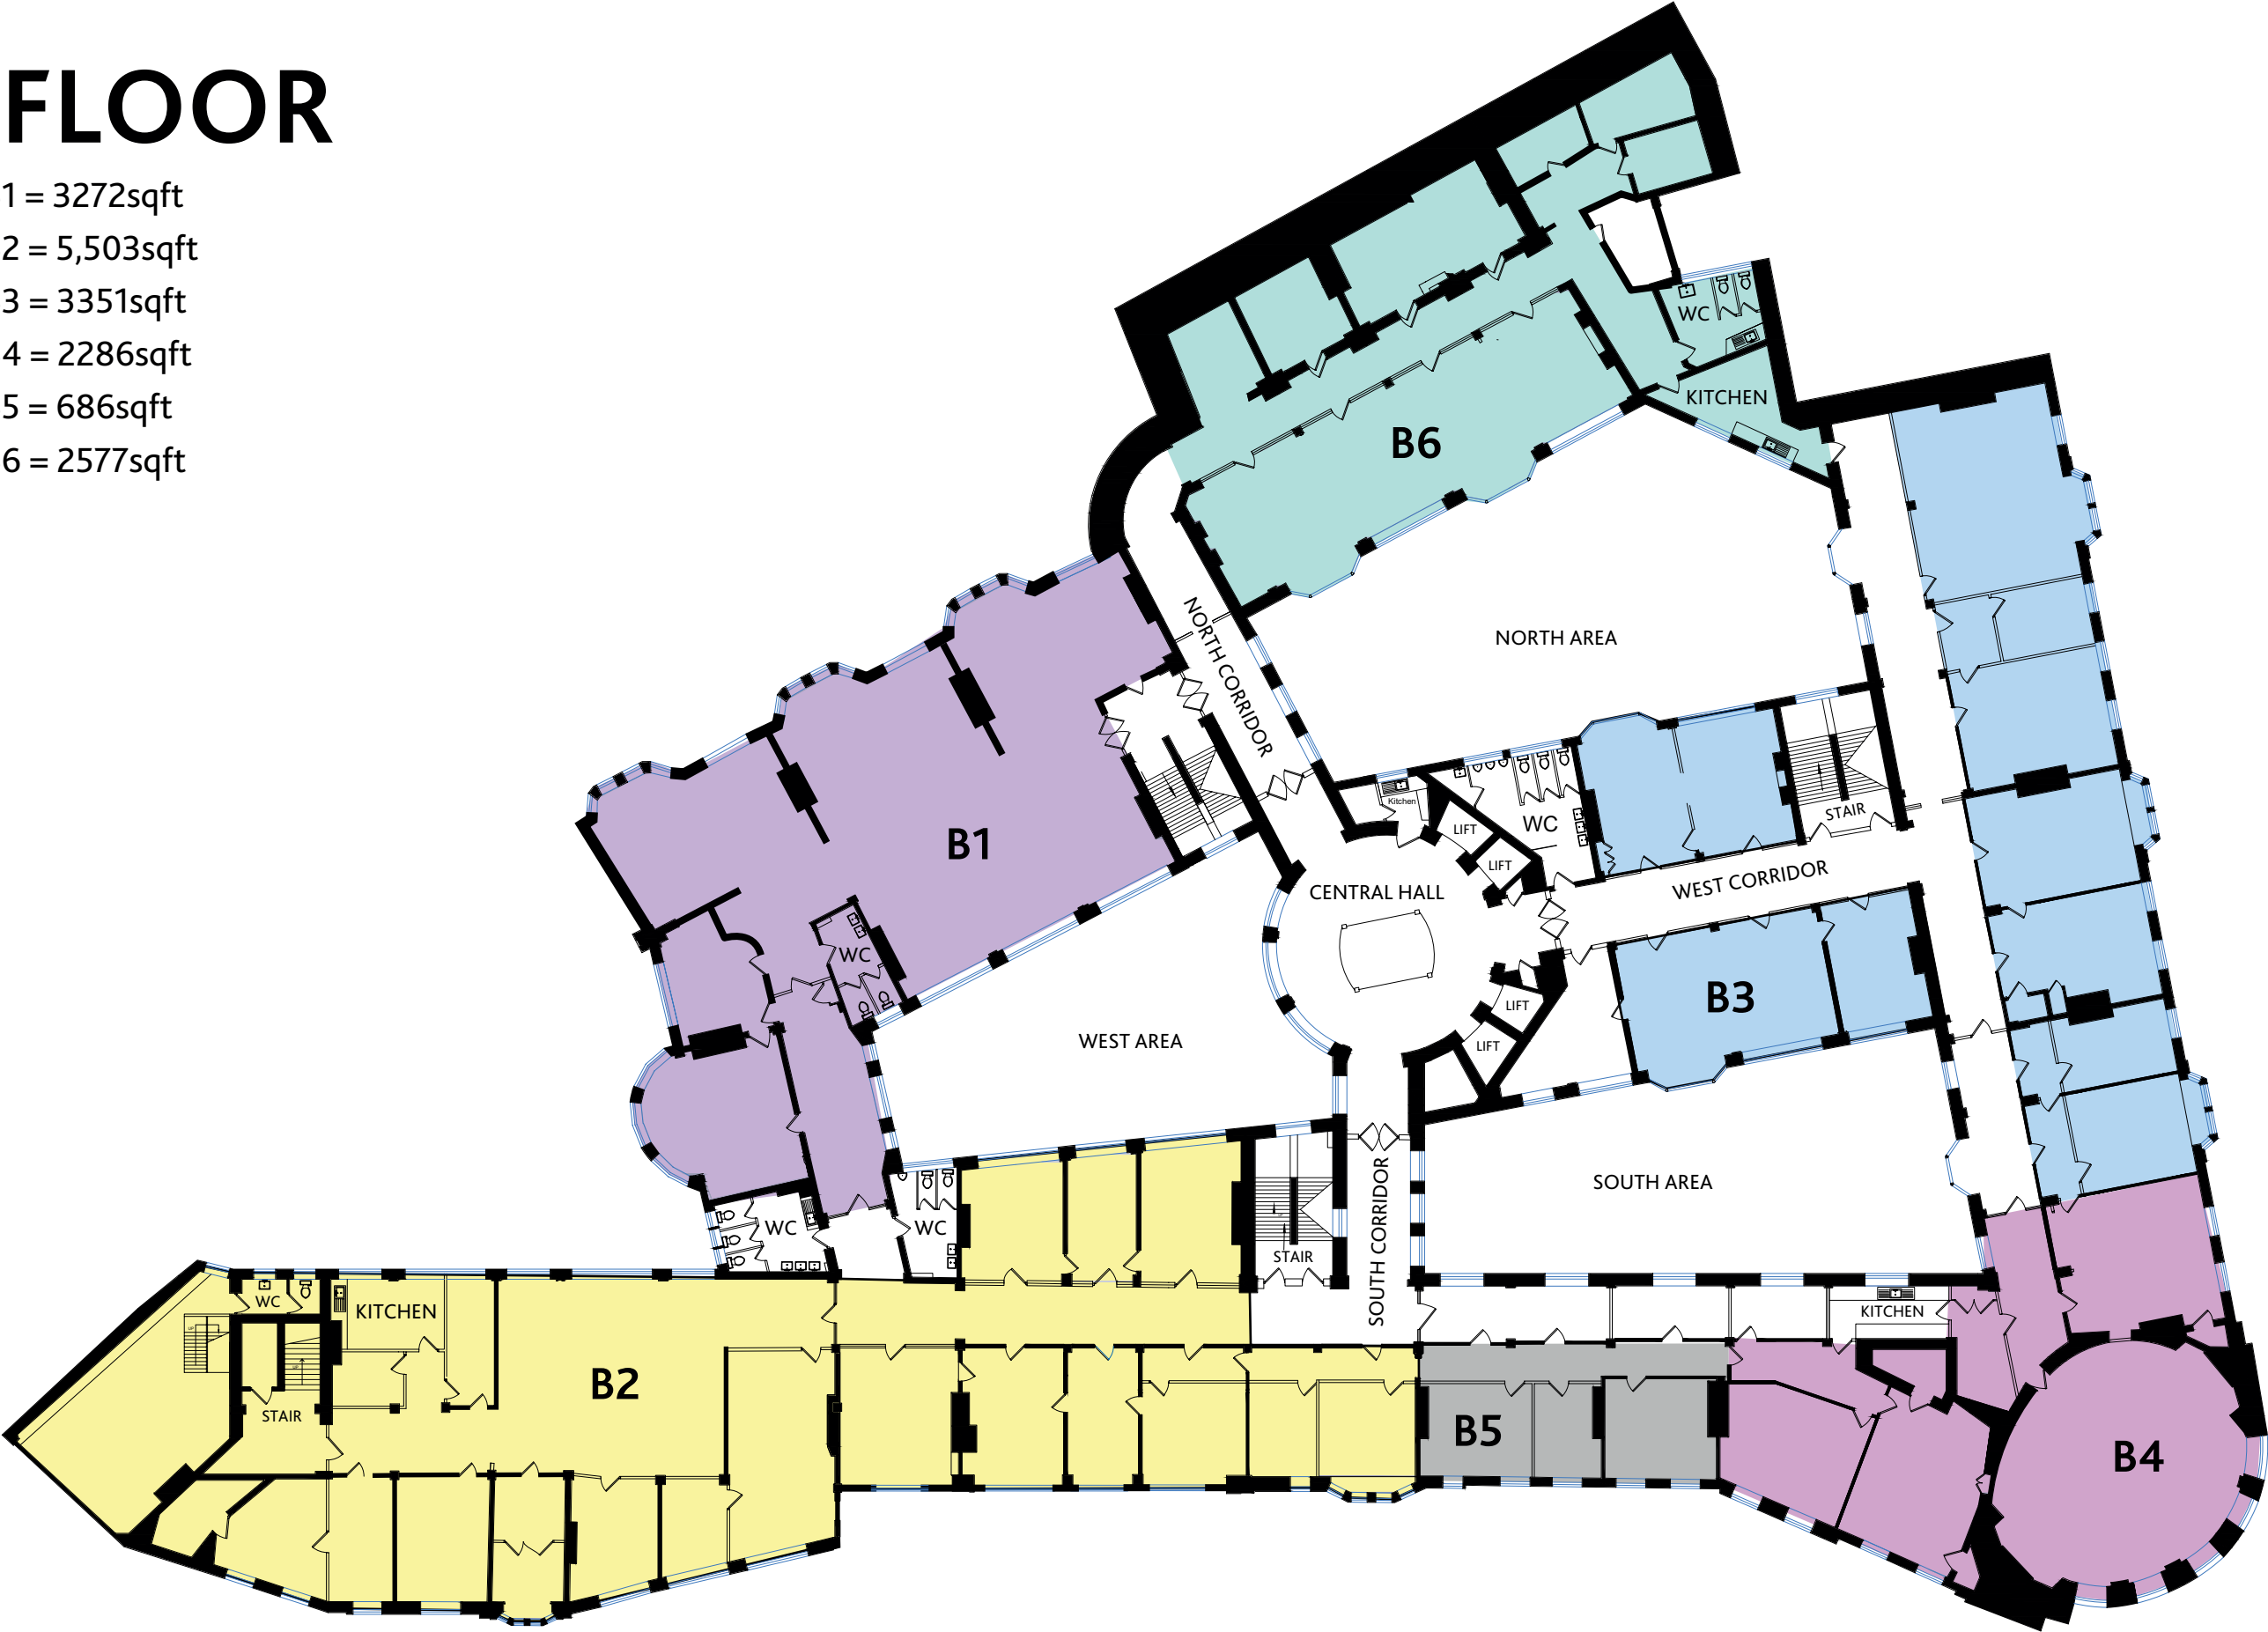 FLOOR
1 = 3272sqft
2 = 5,503sqft
3 = 3351sqft
4 = 2286sqft
5 = 686sqft
6 = 2577sqft
WC
KITCHEN
B6
NORTH CORRIDOR
NORTH AREA
Kitchen
LIFT
WC
STAIR
B1
LIFT
WEST CORRIDOR
CENTRAL HALL
WC
B3
LIFT
WEST AREA
LIFT
SOUTH CORRIDOR
SOUTH AREA
WC
WC
STAIR
WC
KITCHEN
KITCHEN
UP
UP
B2
STAIR
B5
B4